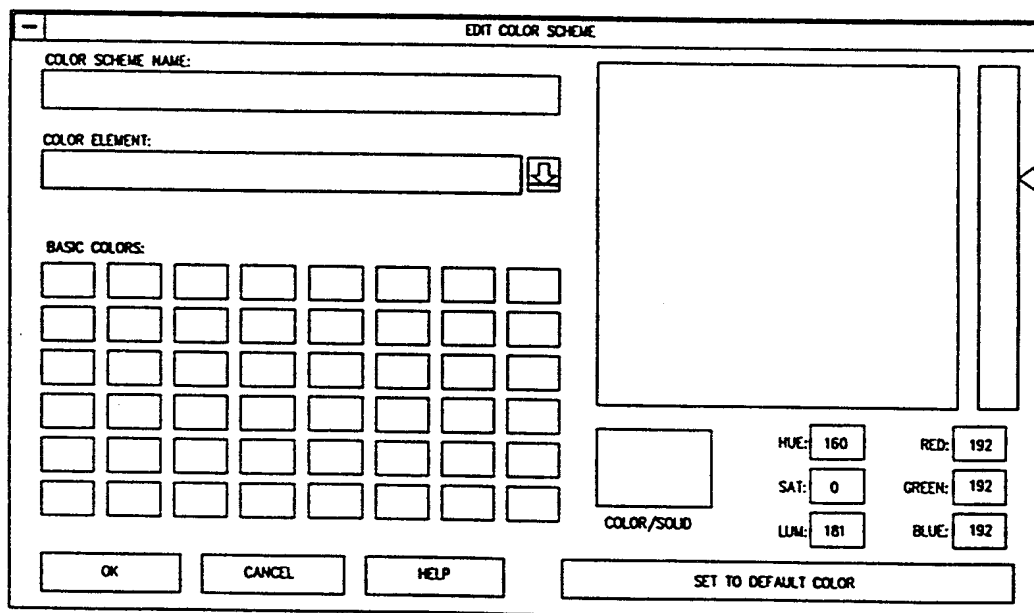 EDIT COLOR SCHEME
COLOR SCHEME NAME:
COLOR ELEMENT:
BASIC COLORS:
HUE: 160 RED: 192
SAT: 0 GREEN: 192
LUM: 181 BLUE: 192
COLOR/SOLID
OK CANCEL HELP SET TO DEFAULT COLOR